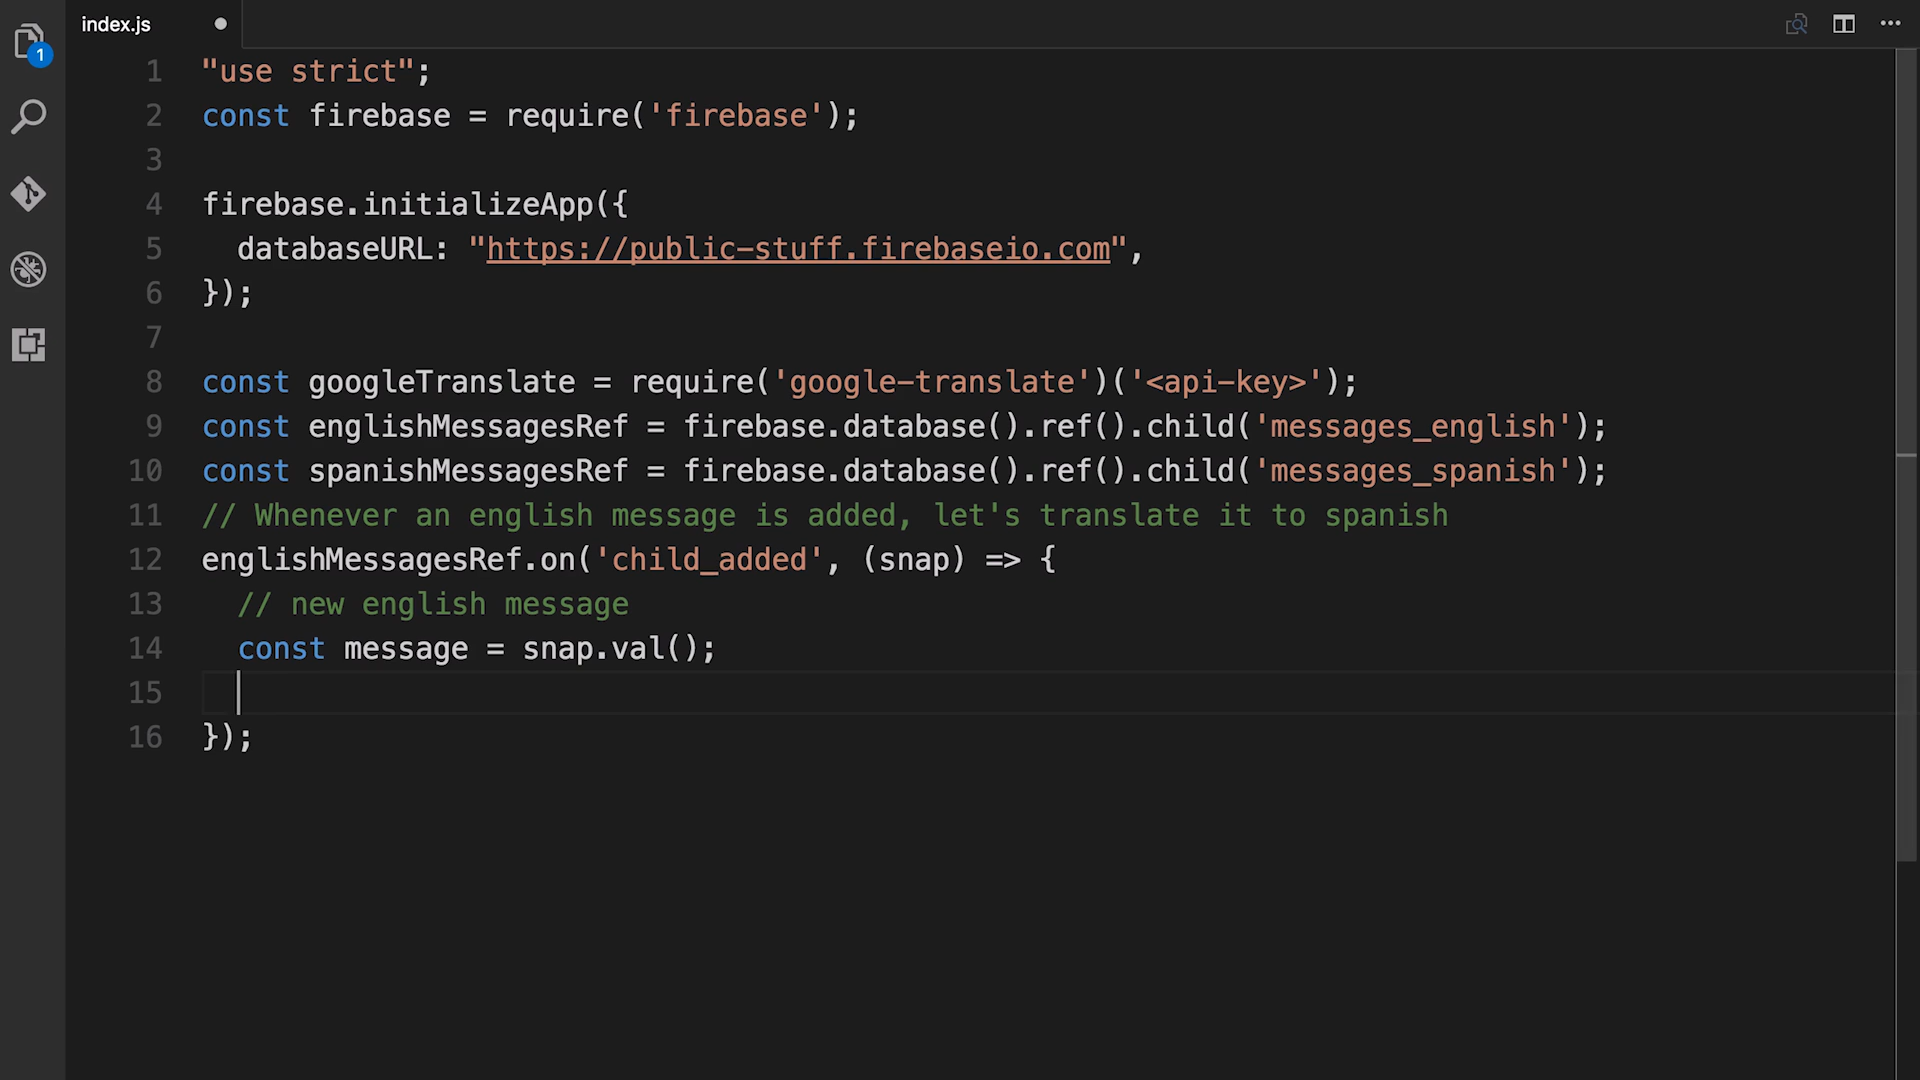 index.js
1
1 "use strict";
2 const firebase = require('firebase');
3
4 firebase.initializeApp({
5   databaseURL: "https://public-stuff.firebaseio.com",
6 });
7
8 const googleTranslate = require('google-translate')('<api-key>');
9 const englishMessagesRef = firebase.database().ref().child('messages_english');
10 const spanishMessagesRef = firebase.database().ref().child('messages_spanish');
11 // Whenever an english message is added, let's translate it to spanish
12 englishMessagesRef.on('child_added', (snap) => {
13   // new english message
14   const message = snap.val();
15
16 });